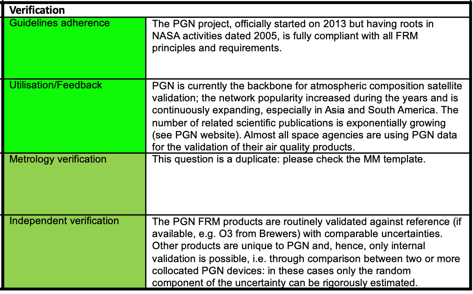 Verification
Guidelines adherence
The PGN project, officially started on 2013 but having roots in
NASA activities dated 2005, is fully compliant with all FRM
principles and requirements.
Utilisation/Feedback
PGN is currently the backbone for atmospheric composition satellite
validation; the network popularity increased during the years and is
continuously expanding, especially in Asia and South America. The
number of related scientific publications is exponentially growing
(see PGN website). Almost all space agencies are using PGN data
for the validation of their air quality products.
Metrology verification
This question is a duplicate: please check the MM template.
Independent verification
The PGN FRM products are routinely validated against reference (if
available, e.g. O3 from Brewers) with comparable uncertainties.
Other products are unique to PGN and, hence, only internal
validation is possible, i.e. through comparison between two or more
collocated PGN devices: in these cases only the random
component of the uncertainty can be rigorously estimated.